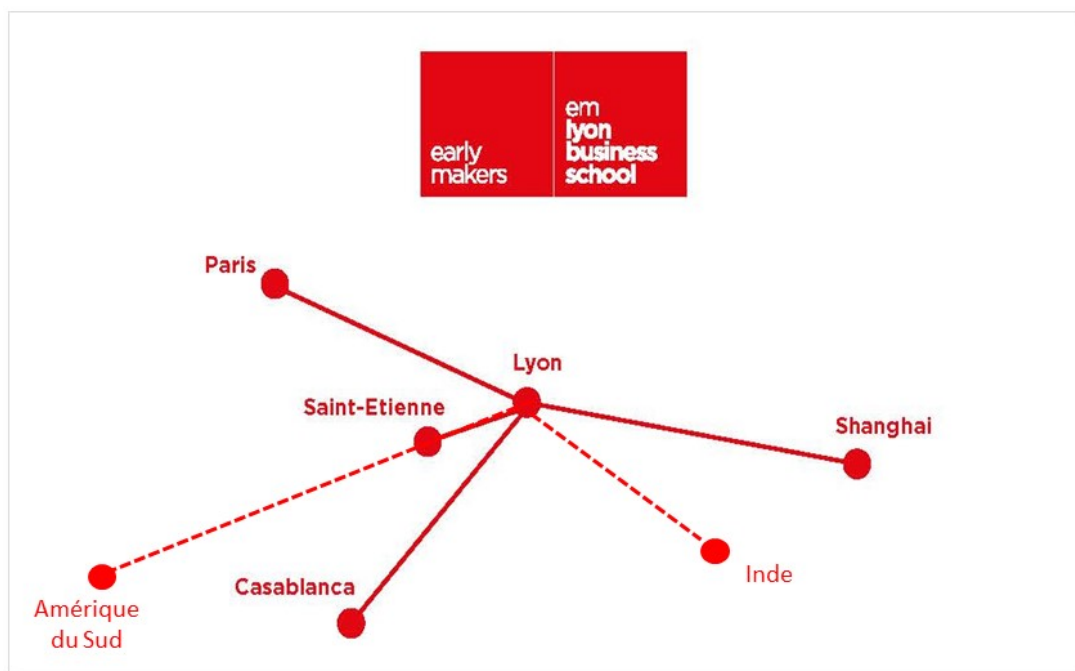 early
makers
em
lyon
business
school
Paris
Lyon
Saint-Etienne
Shanghai
Casablanca
Inde
Amérique
du Sud